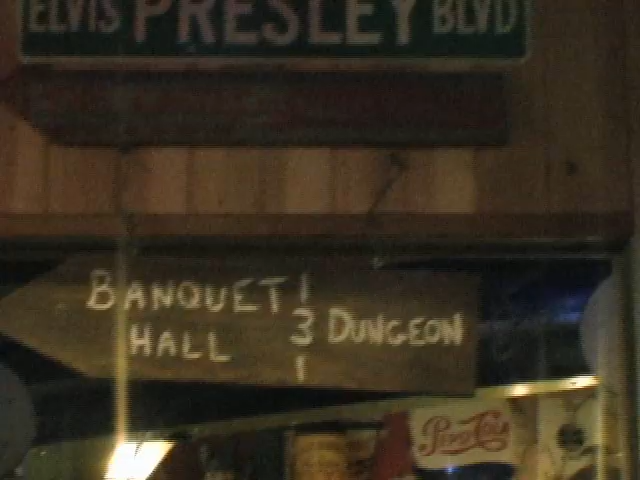 ELVIS PRESLEY BLVD
BANQUET 1
HALL 3 DUNGEON
1
Pepsi-Cola